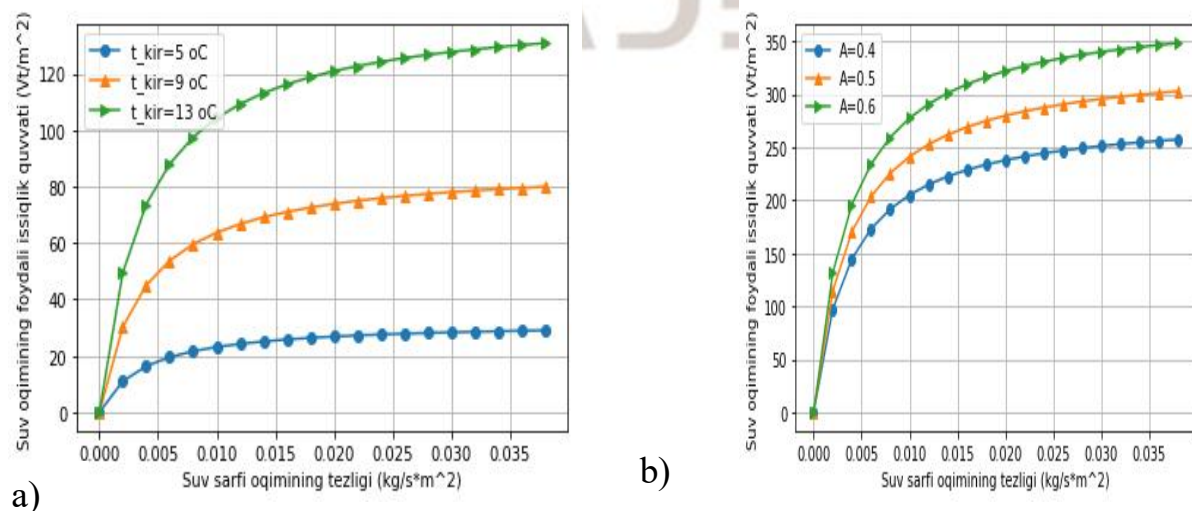 Suv oqimining foydali issiqlik quvvati (Vt/m^2)
120
100
80
60
40
20
0
t_kir=5 oC
t_kir=9 oC
t_kir=13 oC
0.000 0.005 0.010 0.015 0.020 0.025 0.030 0.035
Suv sarfi oqimining tezligi (kg/s*m^2)
a)
Suv oqimining foydali issiqlik quvvati (Vt/m^2)
350
300
250
200
150
100
50
0
A=0.4
A=0.5
A=0.6
0.000 0.005 0.010 0.015 0.020 0.025 0.030 0.035
Suv sarfi oqimining tezligi (kg/s*m^2)
b)